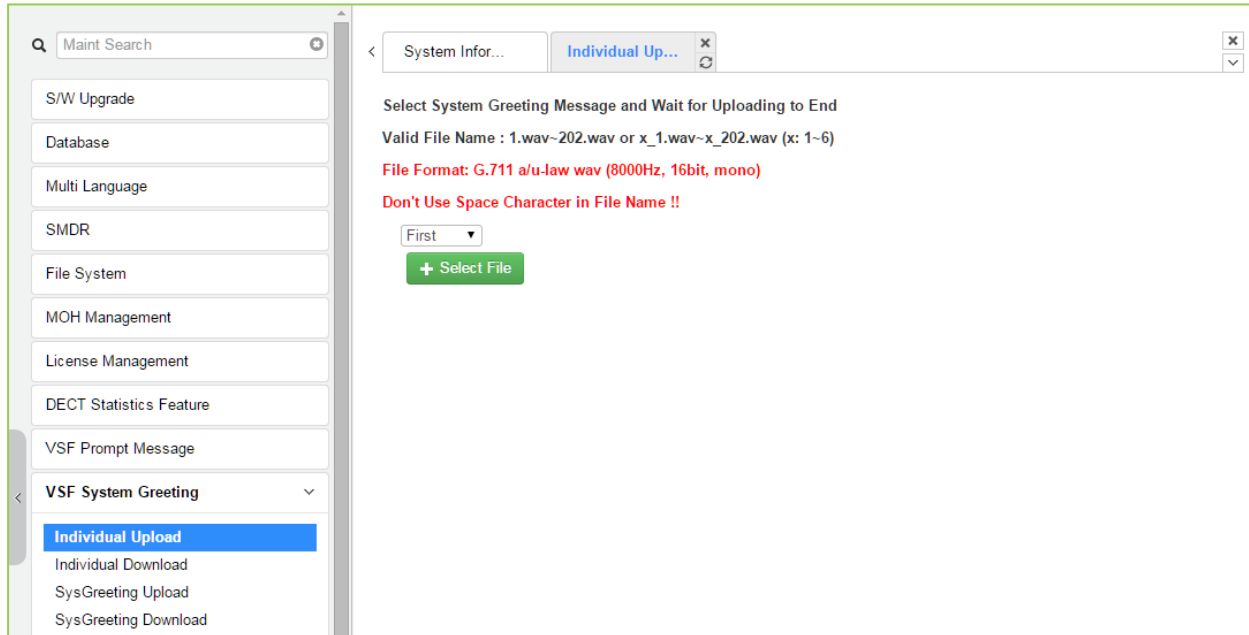 Maint Search
S/W Upgrade
Database
Multi Language
SMDR
File System
MOH Management
License Management
DECT Statistics Feature
VSF Prompt Message
VSF System Greeting
Individual Upload
Individual Download
SysGreeting Upload
SysGreeting Download
System Infor...
Individual Up...
Select System Greeting Message and Wait for Uploading to End
Valid File Name : 1.wav~202.wav or x_1.wav~x_202.wav (x: 1~6)
File Format: G.711 a/u-law wav (8000Hz, 16bit, mono)
Don't Use Space Character in File Name !!
First
+ Select File